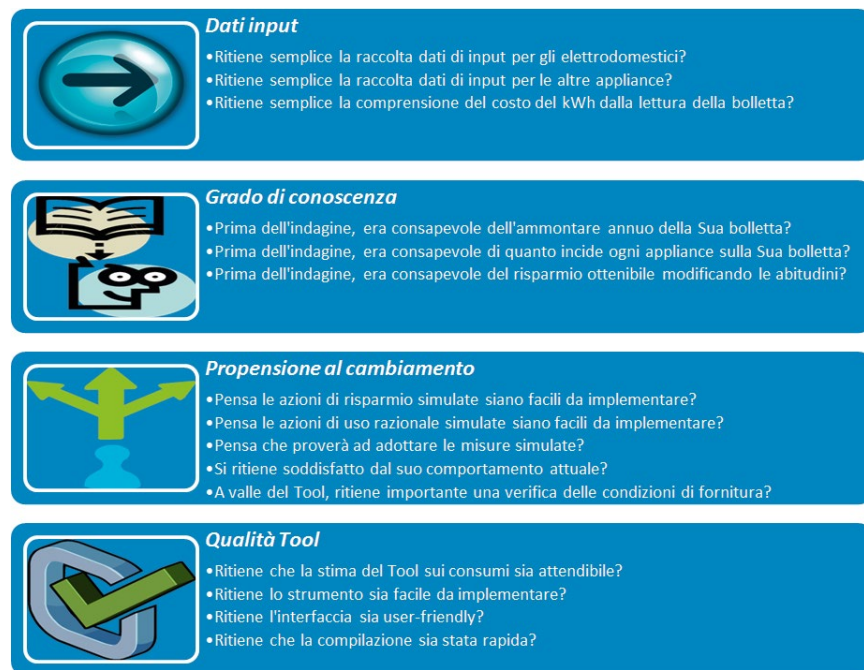 Dati input
•Ritiene semplice la raccolta dati di input per gli elettrodomestici?
•Ritiene semplice la raccolta dati di input per le altre appliance?
•Ritiene semplice la comprensione del costo del kWh dalla lettura della bolletta?
Grado di conoscenza
•Prima dell'indagine, era consapevole dell'ammontare annuo della Sua bolletta?
•Prima dell'indagine, era consapevole di quanto incide ogni appliance sulla Sua bolletta?
•Prima dell'indagine, era consapevole del risparmio ottenibile modificando le abitudini?
Propensione al cambiamento
•Pensa le azioni di risparmio simulate siano facili da implementare?
•Pensa le azioni di uso razionale simulate siano facili da implementare?
•Pensa che proverà ad adottare le misure simulate?
•Si ritiene soddisfatto dal suo comportamento attuale?
•A valle del Tool, ritiene importante una verifica delle condizioni di fornitura?
Qualità Tool
•Ritiene che la stima del Tool sui consumi sia attendibile?
•Ritiene lo strumento sia facile da implementare?
•Ritiene l'interfaccia sia user-friendly?
•Ritiene che la compilazione sia stata rapida?